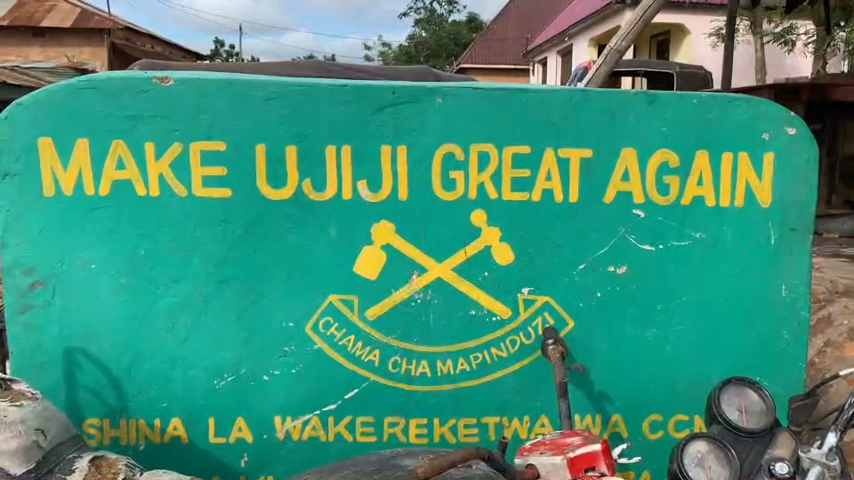 MAKE UJIJI GREAT AGAIN
CHAMA CHA MAPINDUZI
SHINA LA WAKEREKETWA WA CCM